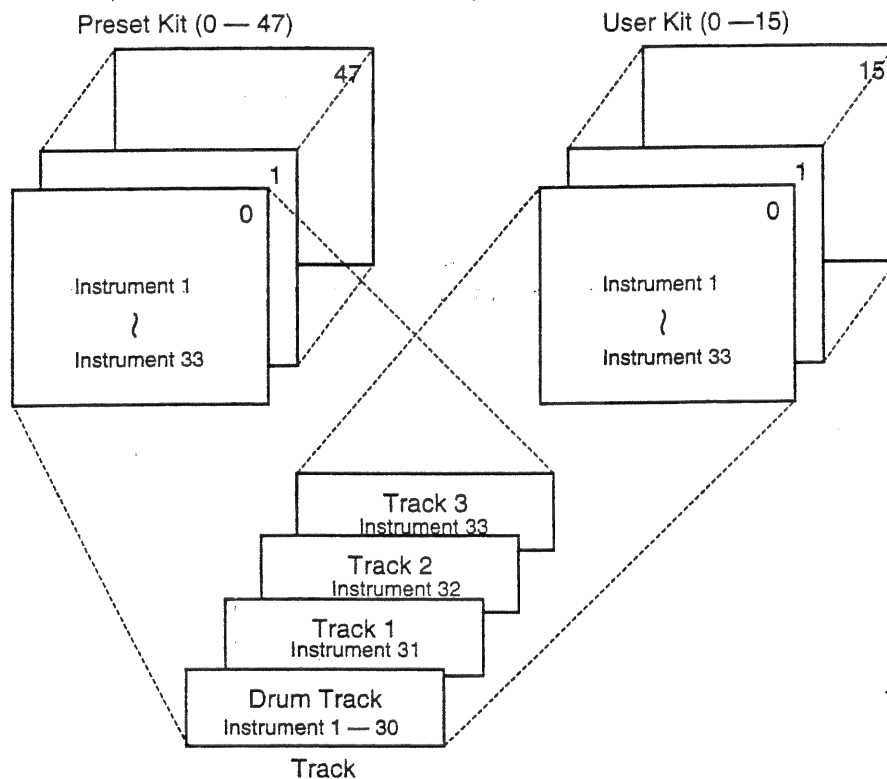 Preset Kit (0 — 47)
47
1
0
Instrument 1
~
Instrument 33
User Kit (0 —15)
15
1
0
Instrument 1
~
Instrument 33
Track 3
Instrument 33
Track 2
Instrument 32
Track 1
Instrument 31
Drum Track
Instrument 1 — 30
Track